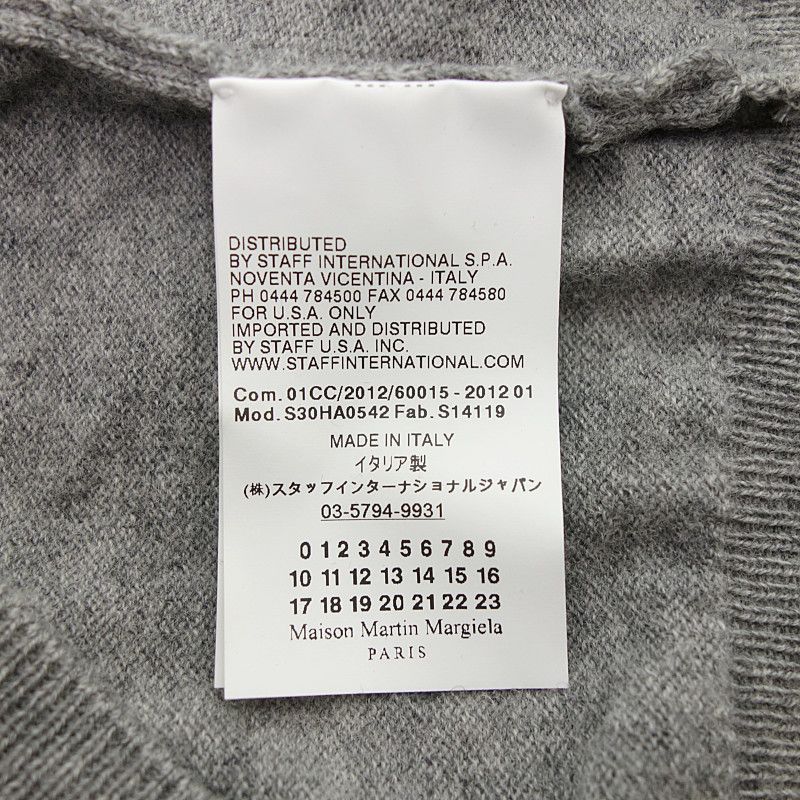 DISTRIBUTED
BY STAFF INTERNATIONAL S.P.A.
NOVENTA VICENTINA - ITALY
PH 0444 784500 FAX 0444 784580
FOR U.S.A. ONLY
IMPORTED AND DISTRIBUTED
BY STAFF U.S.A. INC.
WWW.STAFFINTERNATIONAL.COM
Com. 01CC/2012/60015 - 2012 01
Mod. S30HA0542 Fab. S14119
MADE IN ITALY
イタリア製
(株)スタッフインターナショナルジャパン
03-5794-9931
0 1 2 3 4 5 6 7 8 9
10 11 12 13 14 15 16
17 18 19 20 21 22 23
Maison Martin Margiela
PARIS